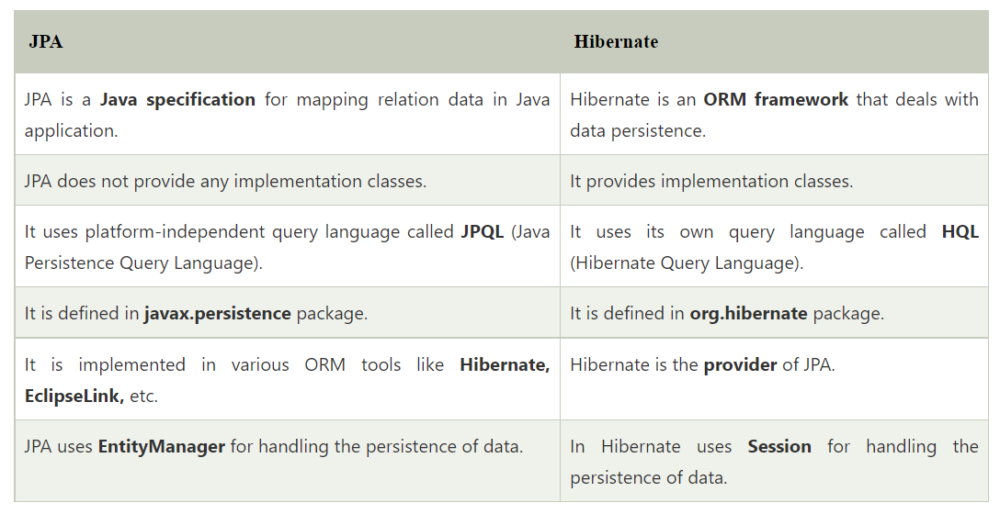 JPA
Hibernate
JPA is a Java specification for mapping relation data in Java
application.
Hibernate is an ORM framework that deals with
data persistence.
JPA does not provide any implementation classes.
It provides implementation classes.
It uses platform-independent query language called JPQL (Java
Persistence Query Language).
It uses its own query language called HQL
(Hibernate Query Language).
It is defined in javax.persistence package.
It is defined in org.hibernate package.
It is implemented in various ORM tools like Hibernate,
EclipseLink, etc.
Hibernate is the provider of JPA.
JPA uses EntityManager for handling the persistence of data.
In Hibernate uses Session for handling the
persistence of data.